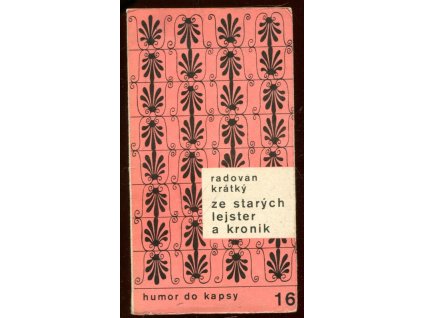 radovan
krátký
ze starých
lejster
a kronik
humor do kapsy 16